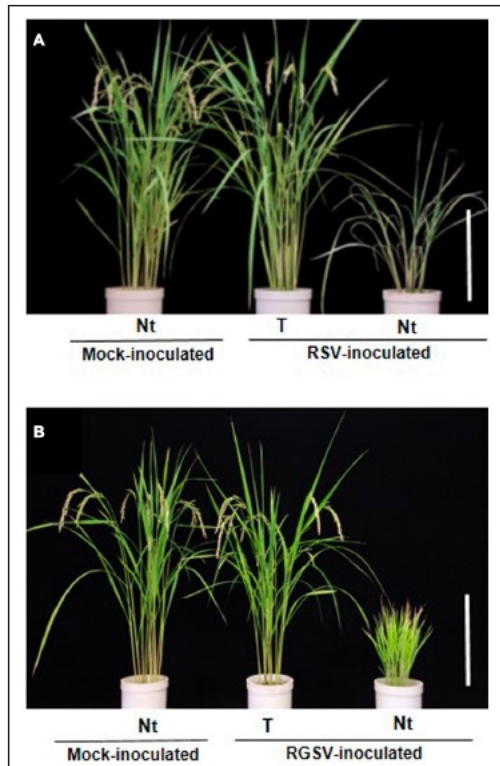 A
Nt T Nt
Mock-inoculated RSV-inoculated
B
Nt T Nt
Mock-inoculated RGSV-inoculated